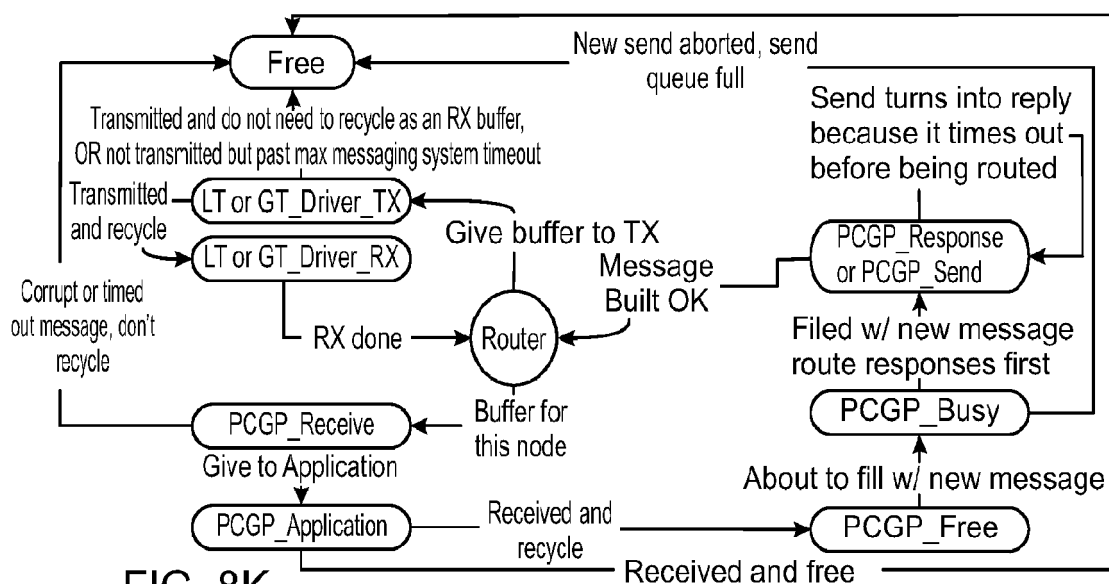 Free
New send aborted, send
queue full
Transmitted and do not need to recycle as an RX buffer,
OR not transmitted but past max messaging system timeout
Send turns into reply
because it times out
before being routed
Transmitted
and recycle
LT or GT_Driver_TX
LT or GT_Driver_RX
Give buffer to TX
Message
Built OK
PCGP_Response
or PCGP_Send
Corrupt or timed
out message, don't
recycle
RX done
Router
Filed w/ new message
route responses first
PCGP_Receive
Buffer for
this node
PCGP_Busy
Give to Application
About to fill w/ new message
PCGP_Application
Received and
recycle
PCGP_Free
Received and free
FIG. 8K